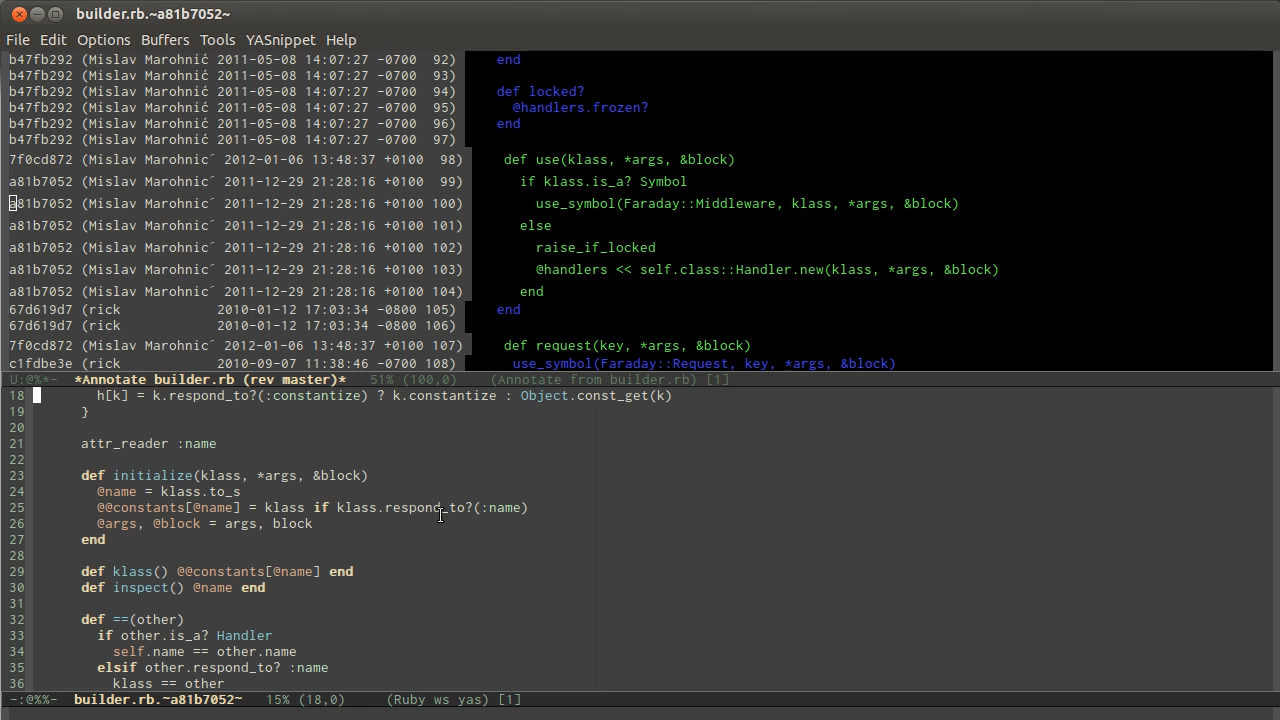 builder.rb.~a81b7052~
File Edit Options Buffers Tools YASnippet Help
b47fb292 (Mislav Marohnić 2011-05-08 14:07:27 -0700  92)     end
b47fb292 (Mislav Marohnić 2011-05-08 14:07:27 -0700  93)
b47fb292 (Mislav Marohnić 2011-05-08 14:07:27 -0700  94)     def locked?
b47fb292 (Mislav Marohnić 2011-05-08 14:07:27 -0700  95)       @handlers.frozen?
b47fb292 (Mislav Marohnić 2011-05-08 14:07:27 -0700  96)     end
b47fb292 (Mislav Marohnić 2011-05-08 14:07:27 -0700  97)
7f0cd872 (Mislav Marohnic´ 2012-01-06 13:48:37 +0100  98)    def use(klass, *args, &block)
a81b7052 (Mislav Marohnic´ 2011-12-29 21:28:16 +0100  99)      if klass.is_a? Symbol
a81b7052 (Mislav Marohnic´ 2011-12-29 21:28:16 +0100 100)        use_symbol(Faraday::Middleware, klass, *args, &block)
a81b7052 (Mislav Marohnic´ 2011-12-29 21:28:16 +0100 101)      else
a81b7052 (Mislav Marohnic´ 2011-12-29 21:28:16 +0100 102)        raise_if_locked
a81b7052 (Mislav Marohnic´ 2011-12-29 21:28:16 +0100 103)        @handlers << self.class::Handler.new(klass, *args, &block)
a81b7052 (Mislav Marohnic´ 2011-12-29 21:28:16 +0100 104)      end
67d619d7 (rick            2010-01-12 17:03:34 -0800 105)     end
67d619d7 (rick            2010-01-12 17:03:34 -0800 106)
7f0cd872 (Mislav Marohnic´ 2012-01-06 13:48:37 +0100 107)    def request(key, *args, &block)
c1fdbe3e (rick            2010-09-07 11:38:46 -0700 108)       use_symbol(Faraday::Request, key, *args, &block)
U:@%*-  *Annotate builder.rb (rev master)*   51% (100,0)    (Annotate from builder.rb) [1]
18         h[k] = k.respond_to?(:constantize) ? k.constantize : Object.const_get(k)
19       }
20
21       attr_reader :name
22
23       def initialize(klass, *args, &block)
24         @name = klass.to_s
25         @@constants[@name] = klass if klass.respond_to?(:name)
26         @args, @block = args, block
27       end
28
29       def klass() @@constants[@name] end
30       def inspect() @name end
31
32       def ==(other)
33         if other.is_a? Handler
34           self.name == other.name
35         elsif other.respond_to? :name
36           klass == other
-:@%%-  builder.rb.~a81b7052~   15% (18,0)     (Ruby ws yas) [1]